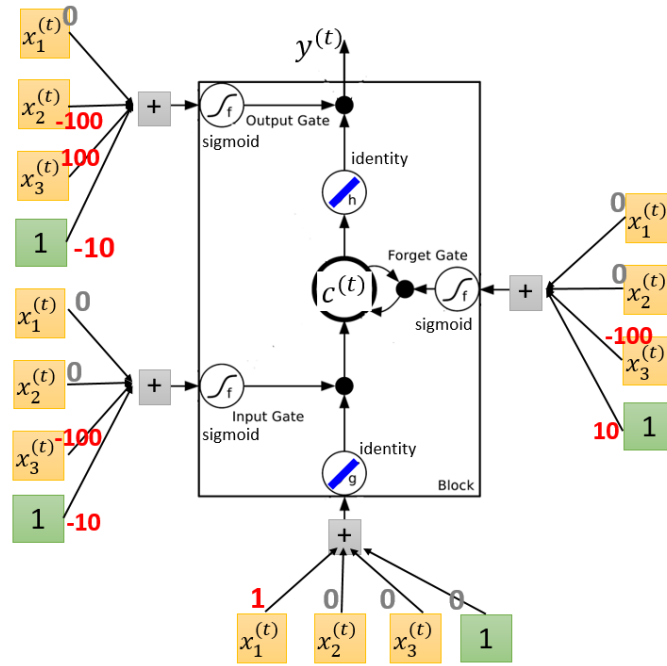 y^(t)
x₁^(t) 0
x₂^(t) -100
x₃^(t) 100
1 -10
+
f
sigmoid
Output Gate
identity
h
c^(t)
Forget Gate
f
sigmoid
+
0 x₁^(t)
0 x₂^(t)
-100 x₃^(t)
10 1
x₁^(t) 0
x₂^(t) 0
x₃^(t) -100
1 -10
+
f
sigmoid
Input Gate
identity
g
Block
+
1 0 0 0
x₁^(t) x₂^(t) x₃^(t) 1